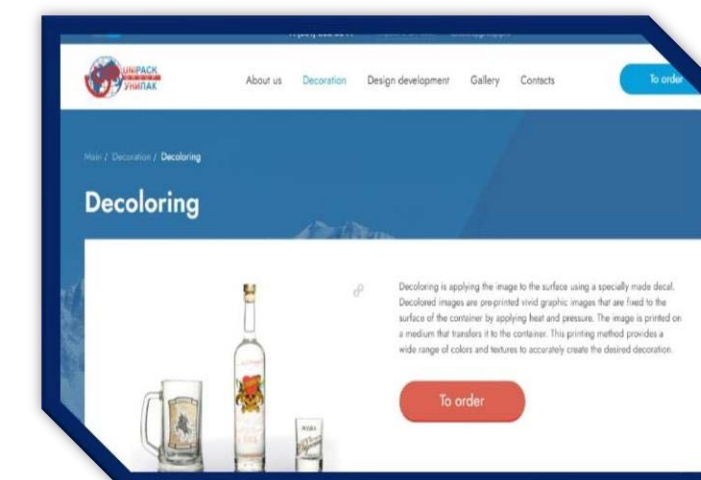 UNIPACK
GROUP
УНИПАК
About us
Decoration
Design development
Gallery
Contacts
To order
Main / Decoration / Decoloring
Decoloring
Decoloring is applying the image to the surface using a specially made decal.
Decolored images are pre-printed vivid graphic images that are fixed to the
surface of the container by applying heat and pressure. The image is printed on
a medium that transfers it to the container. This printing method provides a
wide range of colors and textures to accurately create the desired decoration.
To order